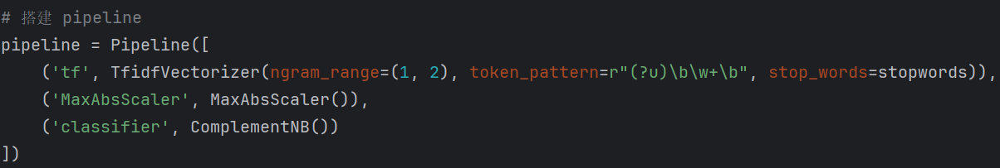 # 搭建 pipeline
pipeline = Pipeline([
    ('tf', TfidfVectorizer(ngram_range=(1, 2), token_pattern=r"(?u)\b\w+\b", stop_words=stopwords)),
    ('MaxAbsScaler', MaxAbsScaler()),
    ('classifier', ComplementNB())
])